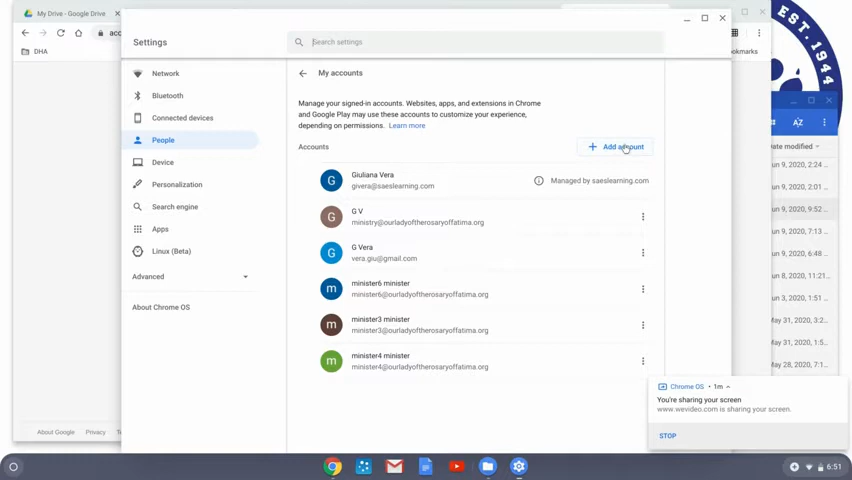 My Drive - Google Drive
EST. 1944
DHA
ookmarks
Settings
Search settings
Network
Bluetooth
Connected devices
People
Device
Personalization
Search engine
Apps
Linux (Beta)
Advanced
About Chrome OS
My accounts
Manage your signed-in accounts. Websites, apps, and extensions in Chrome
and Google Play may use these accounts to customize your experience,
depending on permissions. Learn more
Accounts
Add account
G
Giuliana Vera
givera@saeslearning.com
Managed by saeslearning.com
G
G V
ministry@ourladyoftherosaryoffatima.org
G
G Vera
vera.giu@gmail.com
m
minister6 minister
minister6@ourladyoftherosaryoffatima.org
m
minister3 minister
minister3@ourladyoftherosaryoffatima.org
m
minister4 minister
minister4@ourladyoftherosaryoffatima.org
AZ
ate modified
un 9, 2020, 2:24 ...
un 9, 2020, 2:01 ...
un 9, 2020, 9:52 ...
un 9, 2020, 7:13 ...
un 9, 2020, 6:48 ...
un 8, 2020, 11:21...
un 3, 2020, 1:51 ...
May 31, 2020, 3:2...
May 31, 2020, 1:5...
May 28, 2020, 7:1...
Chrome OS • 1m
You're sharing your screen
www.wevideo.com is sharing your screen.
STOP
About Google
Privacy
6:51